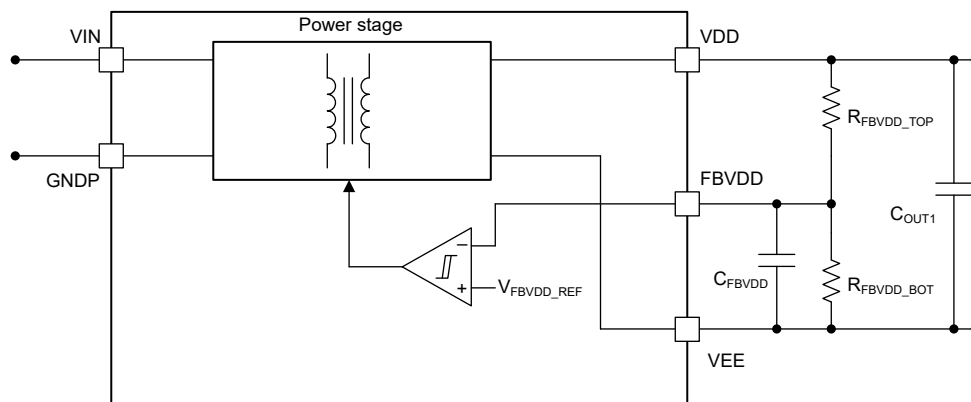 Power stage
VIN
VDD
R_FBVDD_TOP
GNDP
FBVDD
C_OUT1
−
+
V_FBVDD_REF
C_FBVDD
R_FBVDD_BOT
VEE